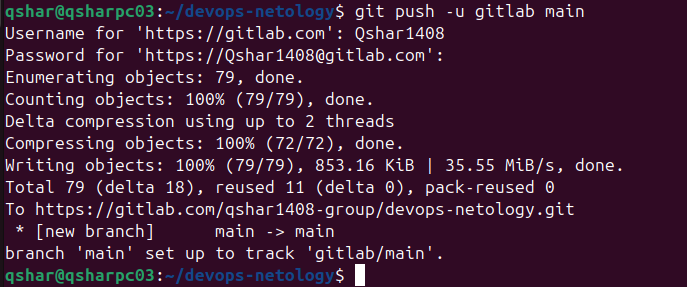 qshar@qsharpc03:~/devops-netology$ git push -u gitlab main
Username for 'https://gitlab.com': Qshar1408
Password for 'https://Qshar1408@gitlab.com':
Enumerating objects: 79, done.
Counting objects: 100% (79/79), done.
Delta compression using up to 2 threads
Compressing objects: 100% (72/72), done.
Writing objects: 100% (79/79), 853.16 KiB | 35.55 MiB/s, done.
Total 79 (delta 18), reused 11 (delta 0), pack-reused 0
To https://gitlab.com/qshar1408-group/devops-netology.git
 * [new branch]      main -> main
branch 'main' set up to track 'gitlab/main'.
qshar@qsharpc03:~/devops-netology$